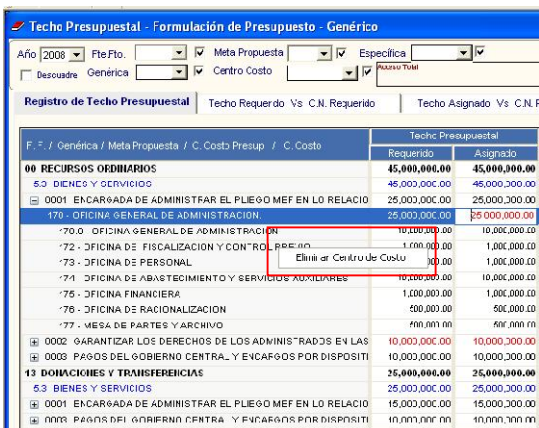 Techo Presupuestal - Formulación de Presupuesto - Genérico
Año 2008 Fte.Fto. Meta Propuesta Específica
Descuadre Genérica Centro Costo Acceso Total
Registro de Techo Presupuestal Techo Requerido Vs C.N. Requerido Techo Asignado Vs C.N. F
F. F. / Genérica / Meta Propuesta / C. Costo Presup / C. Costo Techo Presupuestal
Requerido Asignado
00 RECURSOS ORDINARIOS 45,000,000.00 45,000,000.00
5.3 BIENES Y SERVICIOS 45,000,000.00 45,000,000.00
0001 ENCARGADA DE ADMINISTRAR EL PLIEGO MEF EN LO RELACIO 25,000,000.00 25,000,000.00
170 - OFICINA GENERAL DE ADMINISTRACION. 25,000,000.00 25,000,000.00
170.0 OFICINA GENERAL DE ADMINISTRACION 10,000,000.00 10,000,000.00
172 - OFICINA DE FISCALIZACION Y CONTROL PREVIO 1,000,000.00 1,000,000.00
Eliminar Centro de Costo
173 - OFICINA DE PERSONAL 1,000,000.00
174 OFICINA DE ABASTECIMIENTO Y SERVICIOS AUXILIARES 10,000,000.00 10,000,000.00
175 - OFICINA FINANCIERA 1,000,000.00 1,000,000.00
176 - OFICINA DE RACIONALIZACION 500,000.00 500,000.00
177 - MESA DE PARTES Y ARCHIVO 500,000.00 500,000.00
0002 GARANTIZAR LOS DERECHOS DE LOS ADMINISTRADOS EN LAS 10,000,000.00 10,000,000.00
0003 PAGOS DEL GOBIERNO CENTRAL Y ENCARGOS POR DISPOSITI 10,000,000.00 10,000,000.00
13 DONACIONES Y TRANSFERENCIAS 25,000,000.00 25,000,000.00
5.3 BIENES Y SERVICIOS 25,000,000.00 25,000,000.00
0001 ENCARGADA DE ADMINISTRAR EL PLIEGO MEF EN LO RELACIO 15,000,000.00 15,000,000.00
0003 PAGOS DEL GOBIERNO CENTRAL Y ENCARGOS POR DISPOSITI 10,000,000.00 10,000,000.00